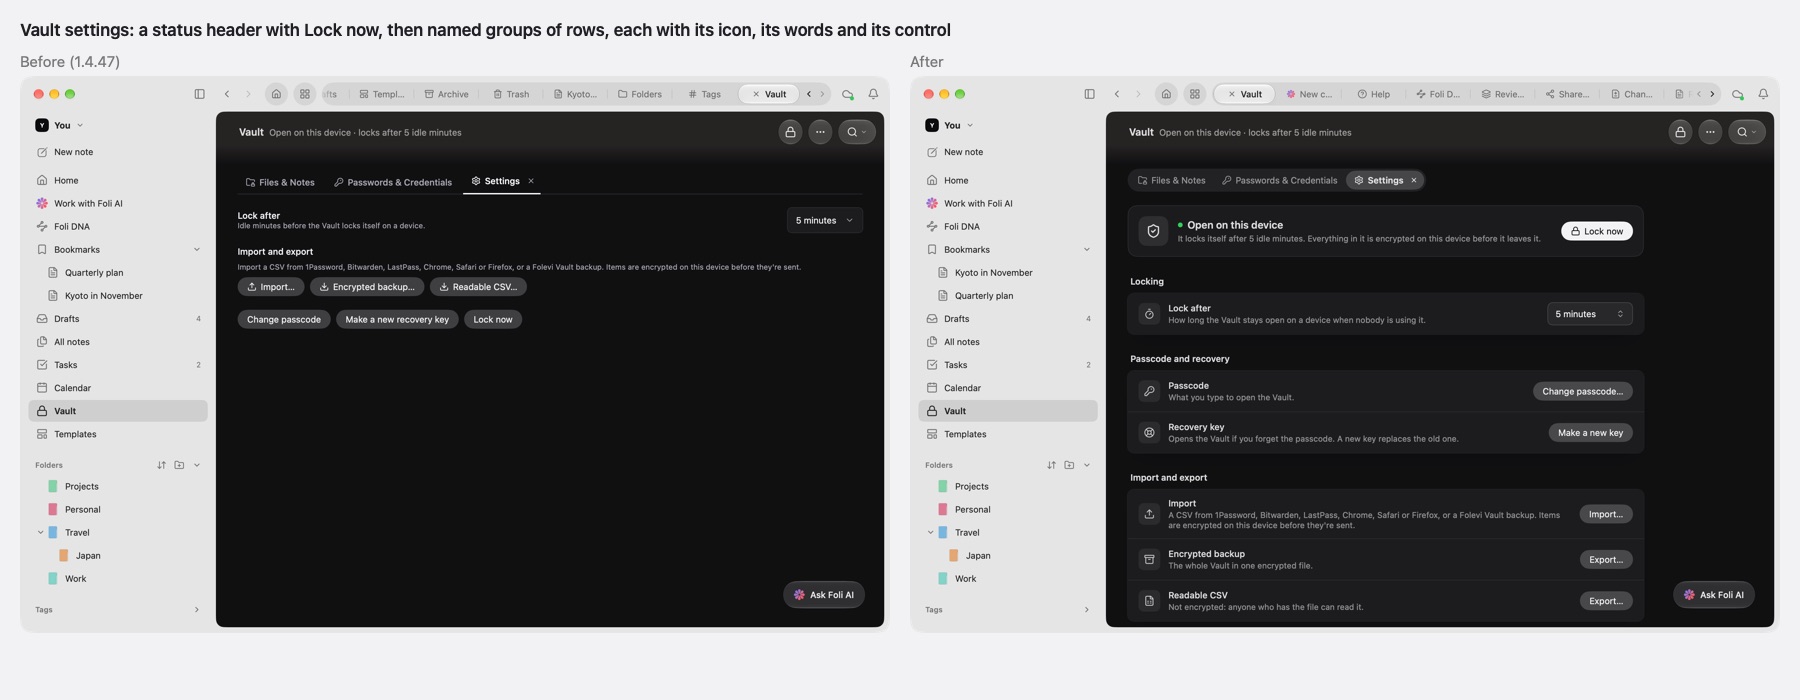 Vault settings: a status header with Lock now, then named groups of rows, each with its icon, its words and its control
Before (1.4.47)
Templ...
Archive
Trash
Kyoto...
Folders
Tags
Vault
Y You
New note
Home
Work with Foli AI
Foli DNA
Bookmarks
Quarterly plan
Kyoto in November
Drafts 4
All notes
Tasks 2
Calendar
Vault
Templates
Folders
Projects
Personal
Travel
Japan
Work
Tags
Vault Open on this device · locks after 5 idle minutes
Files & Notes
Passwords & Credentials
Settings
Lock after
Idle minutes before the Vault locks itself on a device.
5 minutes
Import and export
Import a CSV from 1Password, Bitwarden, LastPass, Chrome, Safari or Firefox, or a Folevi Vault backup. Items are encrypted on this device before they're sent.
Import...
Encrypted backup...
Readable CSV...
Change passcode
Make a new recovery key
Lock now
Ask Foli AI
After
Vault
New c...
Help
Foli D...
Revie...
Share...
Chan...
Y You
New note
Home
Work with Foli AI
Foli DNA
Bookmarks
Kyoto in November
Quarterly plan
Drafts 4
All notes
Tasks 2
Calendar
Vault
Templates
Folders
Projects
Personal
Travel
Japan
Work
Tags
Vault Open on this device · locks after 5 idle minutes
Files & Notes
Passwords & Credentials
Settings
Open on this device
It locks itself after 5 idle minutes. Everything in it is encrypted on this device before it leaves it.
Lock now
Locking
Lock after
How long the Vault stays open on a device when nobody is using it.
5 minutes
Passcode and recovery
Passcode
What you type to open the Vault.
Change passcode...
Recovery key
Opens the Vault if you forget the passcode. A new key replaces the old one.
Make a new key
Import and export
Import
A CSV from 1Password, Bitwarden, LastPass, Chrome, Safari or Firefox, or a Folevi Vault backup. Items
are encrypted on this device before they're sent.
Import...
Encrypted backup
The whole Vault in one encrypted file.
Export...
Readable CSV
Not encrypted: anyone who has the file can read it.
Export...
Ask Foli AI